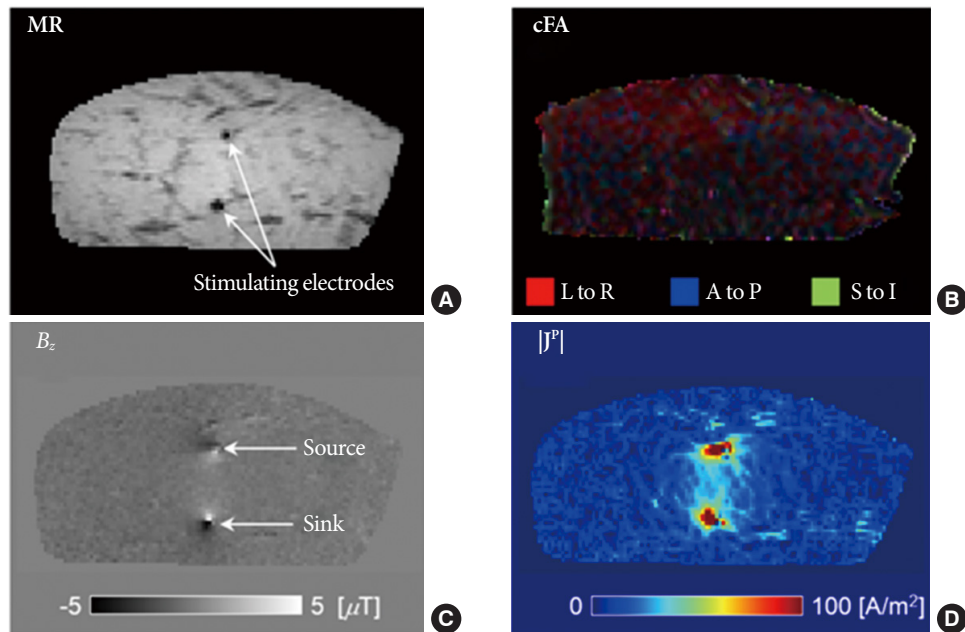 MR
Stimulating electrodes
A
cFA
L to R
A to P
S to I
B
Bz
Source
Sink
-5
5 [μT]
C
|Jᴾ|
0
100 [A/m²]
D